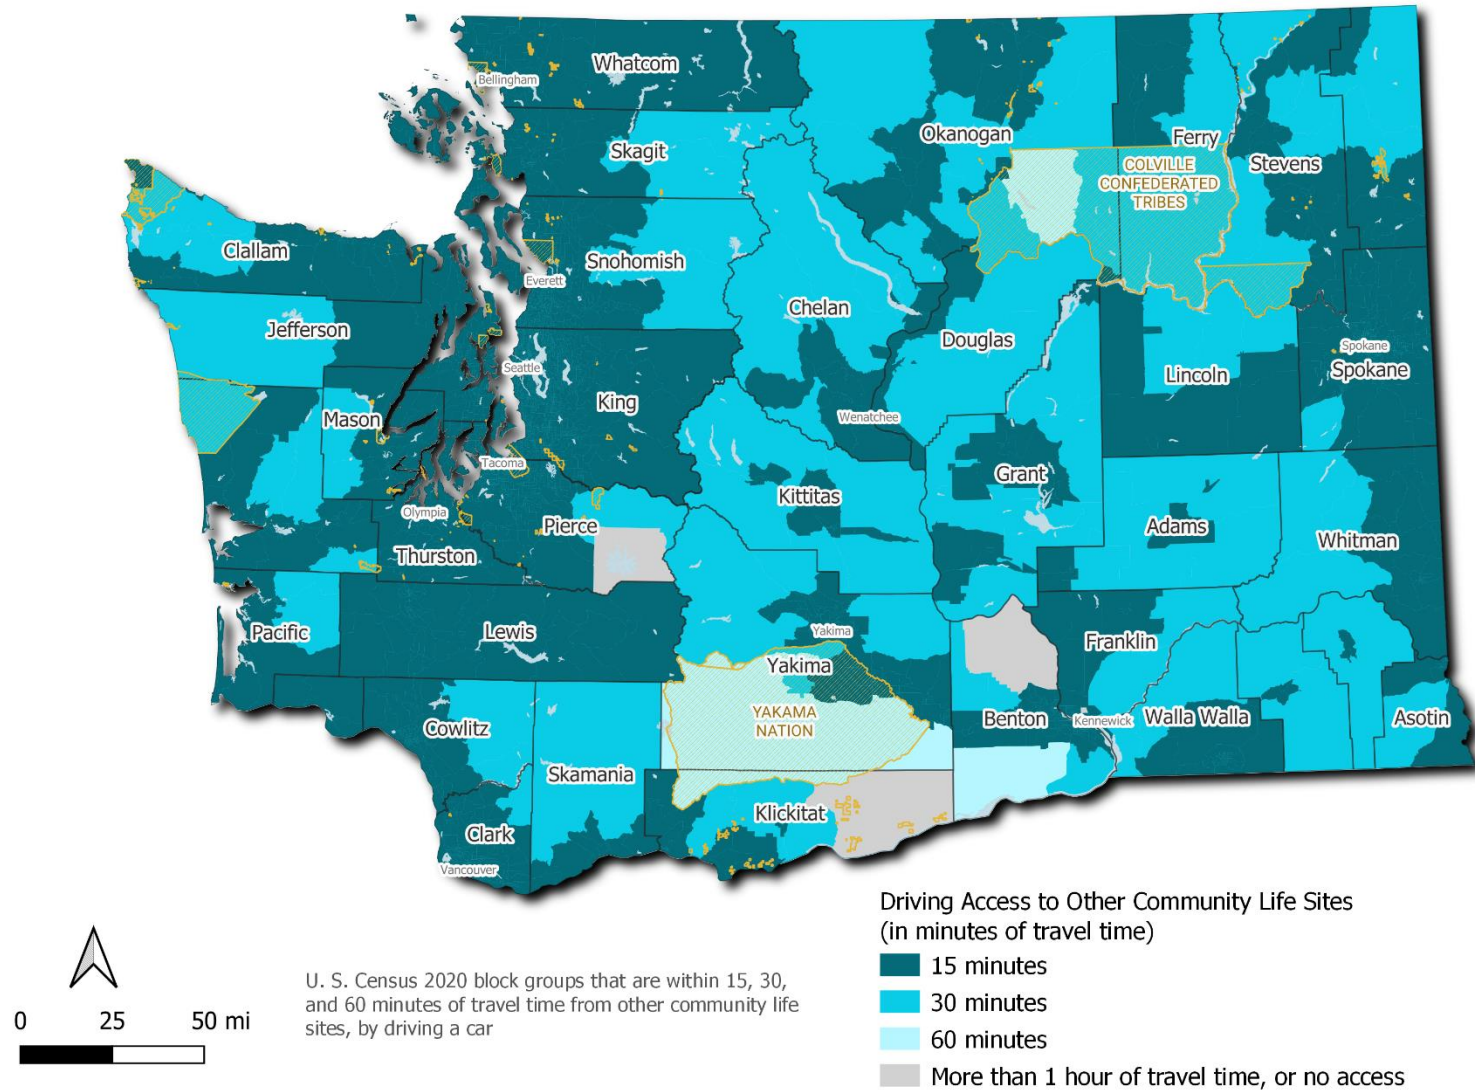 Whatcom
Bellingham
Okanogan
Ferry
Skagit
Stevens
COLVILLE
CONFEDERATED
TRIBES
Clallam
Snohomish
Everett
Chelan
Jefferson
Douglas
Seattle
Spokane
Spokane
Lincoln
King
Mason
Wenatchee
Tacoma
Grant
Kittitas
Olympia
Pierce
Adams
Whitman
Thurston
Pacific
Lewis
Yakima
Franklin
Yakima
YAKAMA
NATION
Cowlitz
Benton
Kennewick
Walla Walla
Asotin
Skamania
Klickitat
Clark
Vancouver
Driving Access to Other Community Life Sites
(in minutes of travel time)
15 minutes
30 minutes
60 minutes
More than 1 hour of travel time, or no access
U. S. Census 2020 block groups that are within 15, 30,
and 60 minutes of travel time from other community life
sites, by driving a car
0 25 50 mi